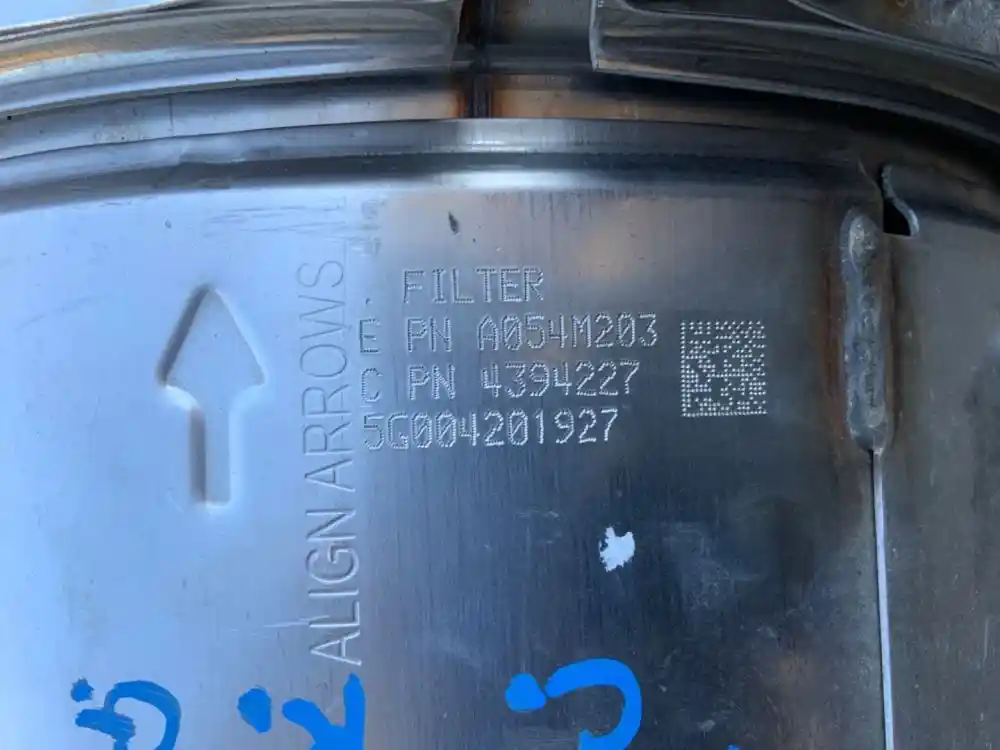 FILTER
E PN A054M203
C PN 4394227
5G004201927
ALIGN ARROWS